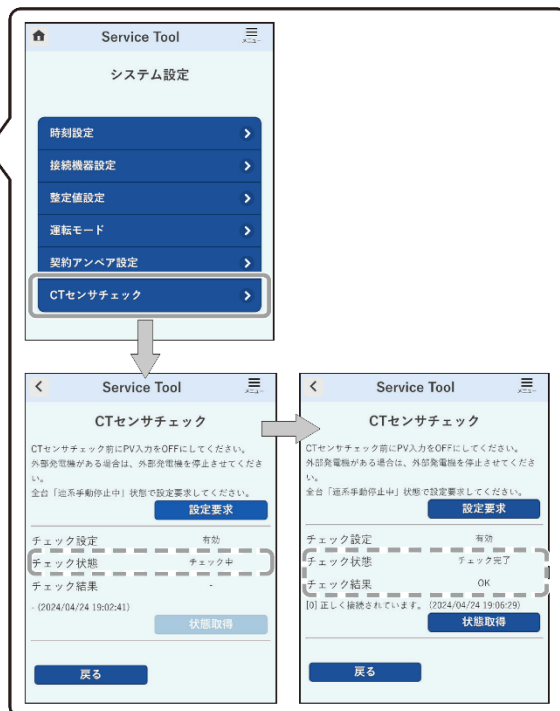 Service Tool
メニュー
システム設定
時刻設定
接続機器設定
整定値設定
運転モード
契約アンペア設定
CTセンサチェック
Service Tool
メニュー
CTセンサチェック
CTセンサチェック前にPV入力をOFFにしてください。
外部発電機がある場合は、外部発電機を停止させてくださ
い。
全台「連系手動停止中」状態で設定要求してください。
設定要求
チェック設定 有効
チェック状態 チェック中
チェック結果 -
- (2024/04/24 19:02:41)
状態取得
戻る
Service Tool
メニュー
CTセンサチェック
CTセンサチェック前にPV入力をOFFにしてください。
外部発電機がある場合は、外部発電機を停止させてくださ
い。
全台「連系手動停止中」状態で設定要求してください。
設定要求
チェック設定 有効
チェック状態 チェック完了
チェック結果 OK
[0] 正しく接続されています。 (2024/04/24 19:06:29)
状態取得
戻る